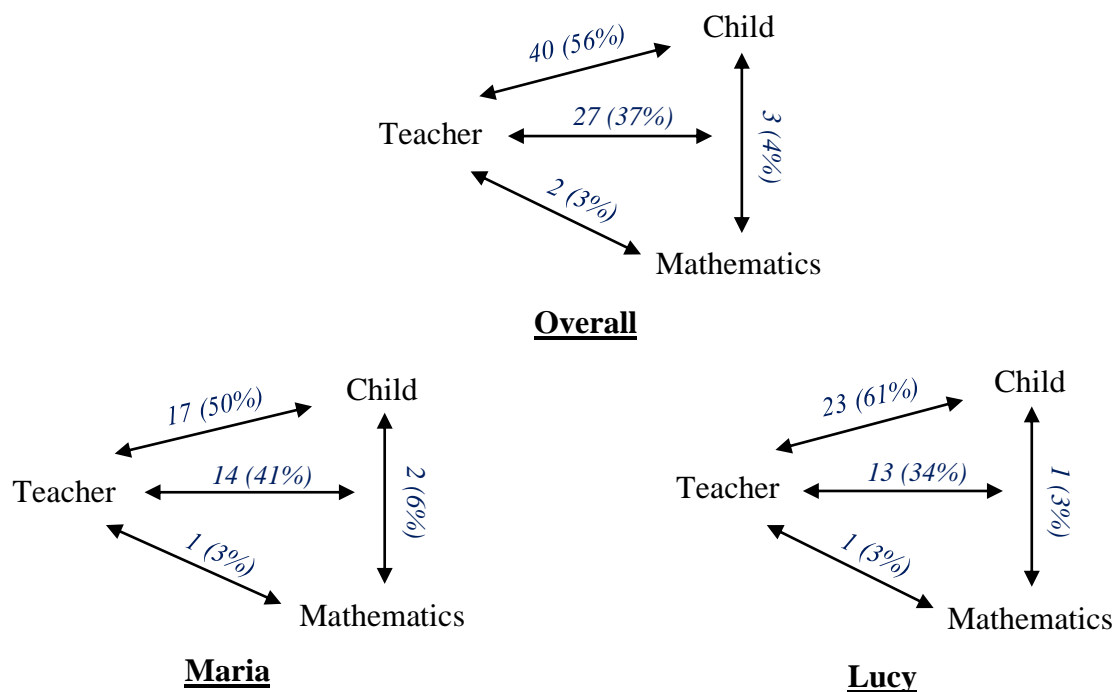 Child
40 (56%)
Teacher
27 (37%)
3 (4%)
2 (3%)
Mathematics
Overall
Child
17 (50%)
Teacher
14 (41%)
2 (6%)
1 (3%)
Mathematics
Maria
Child
23 (61%)
Teacher
13 (34%)
1 (3%)
1 (3%)
Mathematics
Lucy